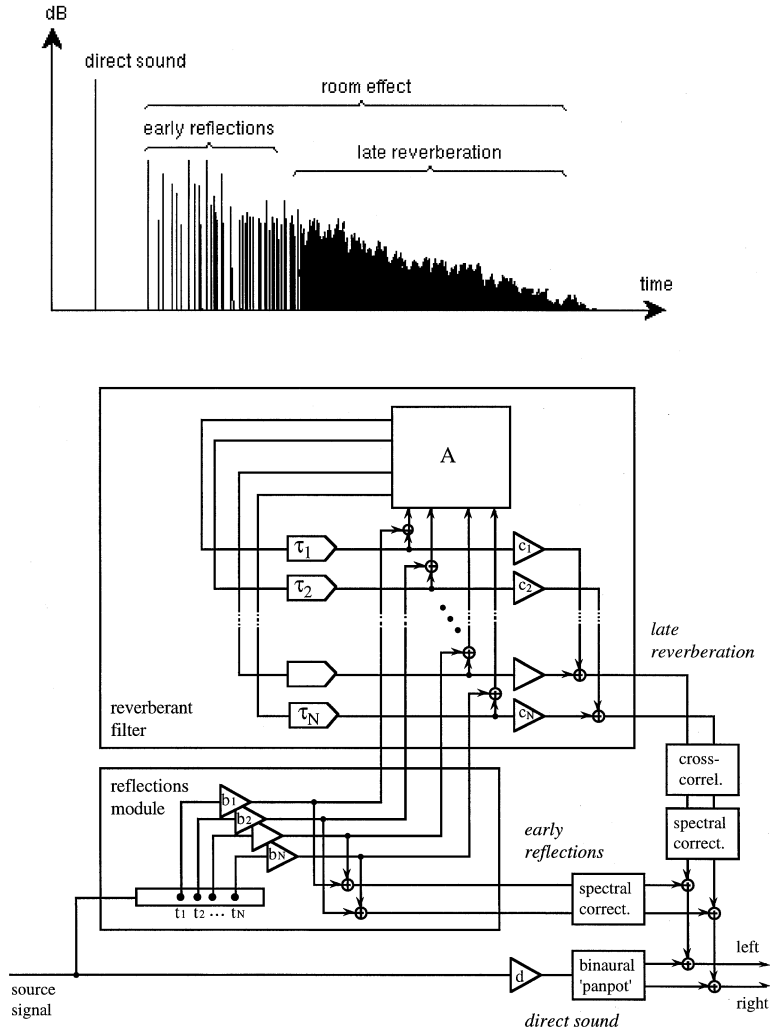 dB
direct sound
room effect
early reflections
late reverberation
time
A
τ1
c1
τ2
c2
late
reverberation
τN
cN
reverberant
filter
cross-
correl.
reflections
module
b1
b2
bN
spectral
correct.
early
reflections
spectral
correct.
t1 t2 ... tN
left
d
binaural
'panpot'
source
signal
right
direct sound